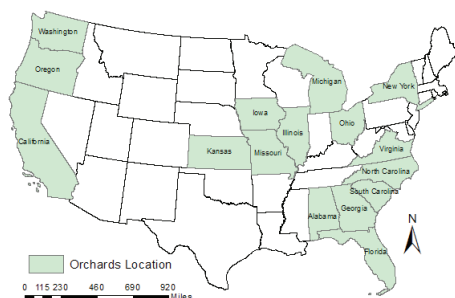 Washington
Oregon
California
Michigan
New York
Iowa
Illinois
Ohio
Kansas
Missouri
Virginia
North Carolina
South Carolina
Alabama
Georgia
Florida
N
Orchards Location
0 115 230 460 690 920
Miles